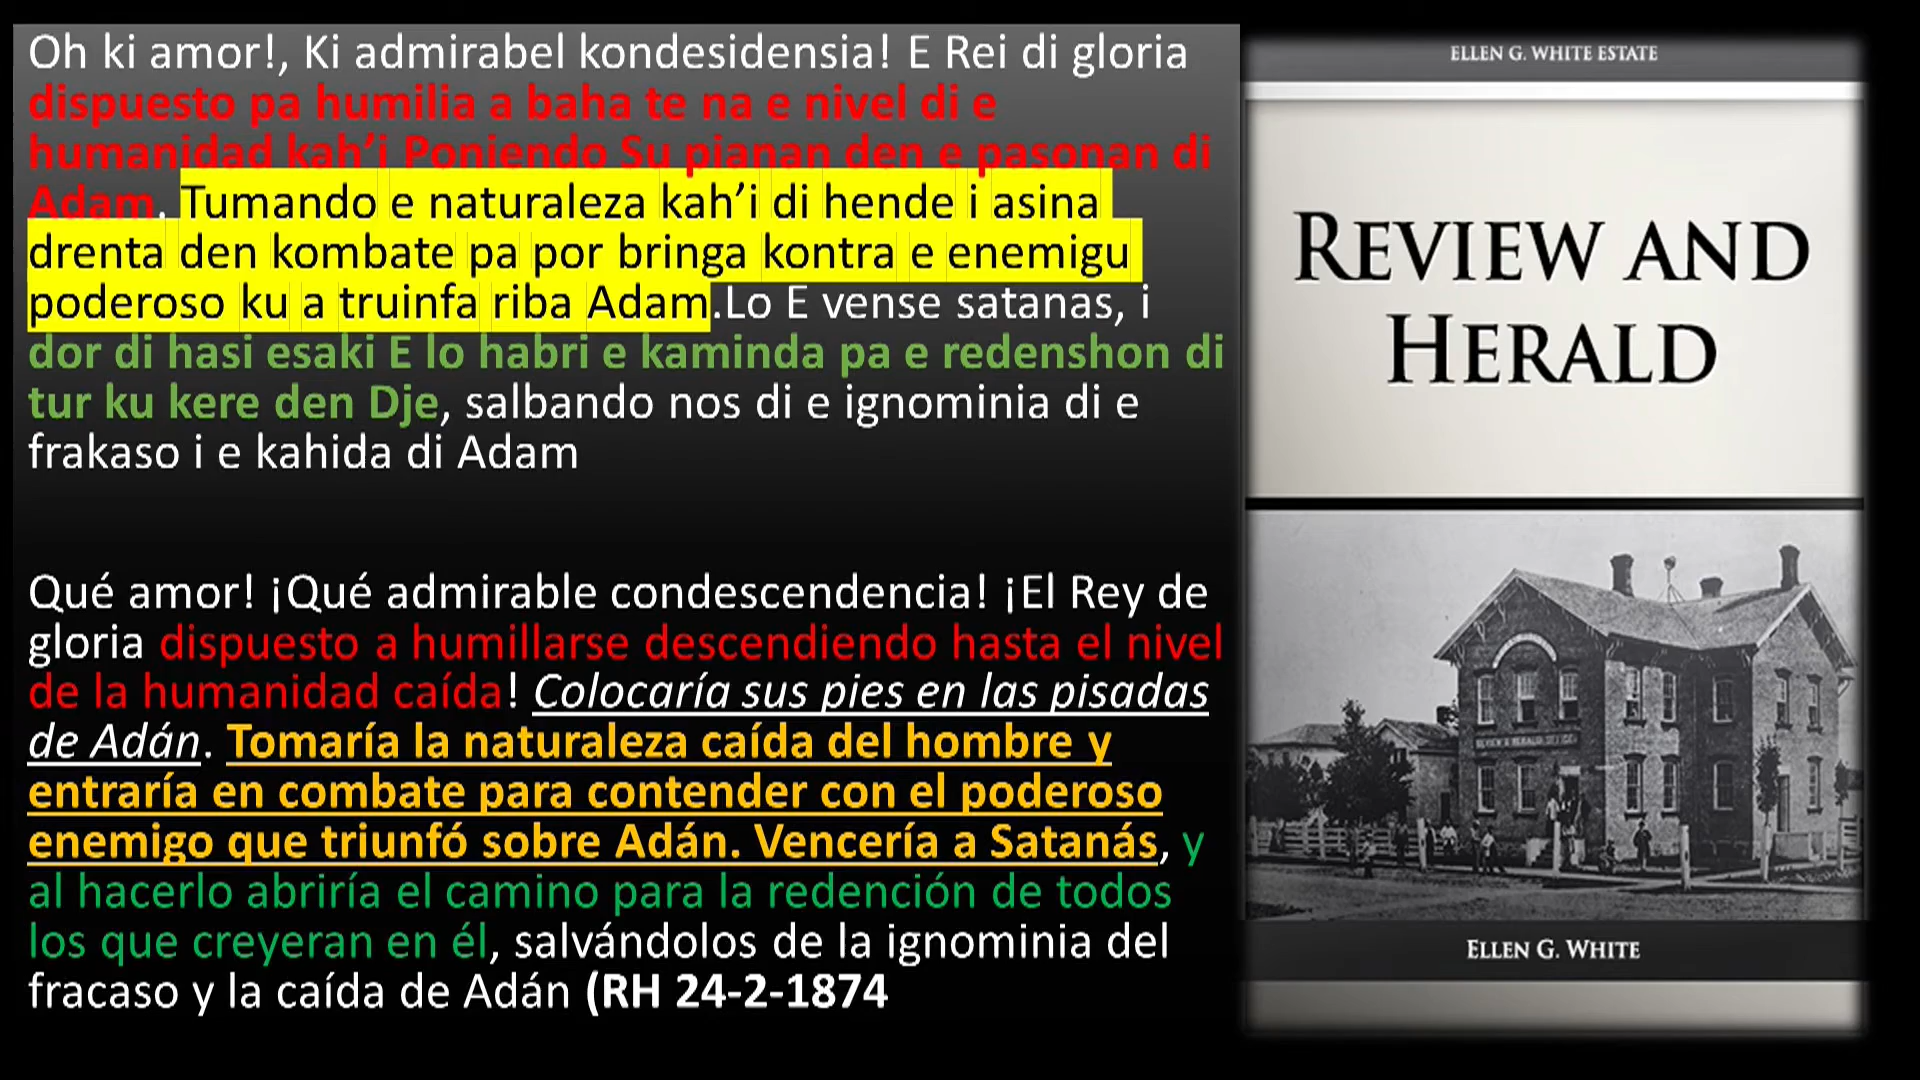 Oh ki amor!, Ki admirabel kondesidensia! E Rei di gloria
dispuesto pa humilia a baha te na e nivel di e
humanidad kah’i Poniendo Su pianan den e pasonan di
Adam. Tumando e naturaleza kah’i di hende i asina
drenta den kombate pa por bringa kontra e enemigu
poderoso ku a truinfa riba Adam.Lo E vense satanas, i
dor di hasi esaki E lo habri e kaminda pa e redenshon di
tur ku kere den Dje, salbando nos di e ignominia di e
frakaso i e kahida di Adam
Qué amor! ¡Qué admirable condescendencia! ¡El Rey de
gloria dispuesto a humillarse descendiendo hasta el nivel
de la humanidad caída! Colocaría sus pies en las pisadas
de Adán. Tomaría la naturaleza caída del hombre y
entraría en combate para contender con el poderoso
enemigo que triunfó sobre Adán. Vencería a Satanás, y
al hacerlo abriría el camino para la redención de todos
los que creyeran en él, salvándolos de la ignominia del
fracaso y la caída de Adán (RH 24-2-1874
ELLEN G. WHITE ESTATE
REVIEW AND
HERALD
REVIEW & HERALD OFFICE
ELLEN G. WHITE